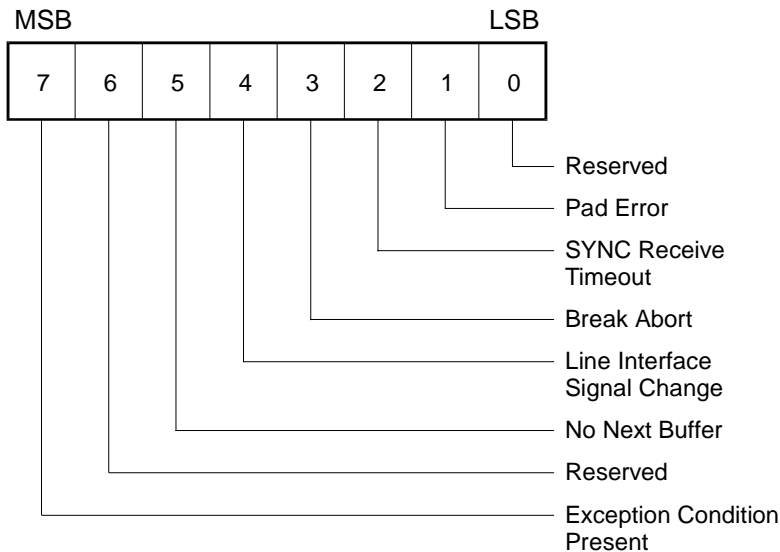 MSB LSB
7 6 5 4 3 2 1 0
Reserved
Pad Error
SYNC Receive
Timeout
Break Abort
Line Interface
Signal Change
No Next Buffer
Reserved
Exception Condition
Present